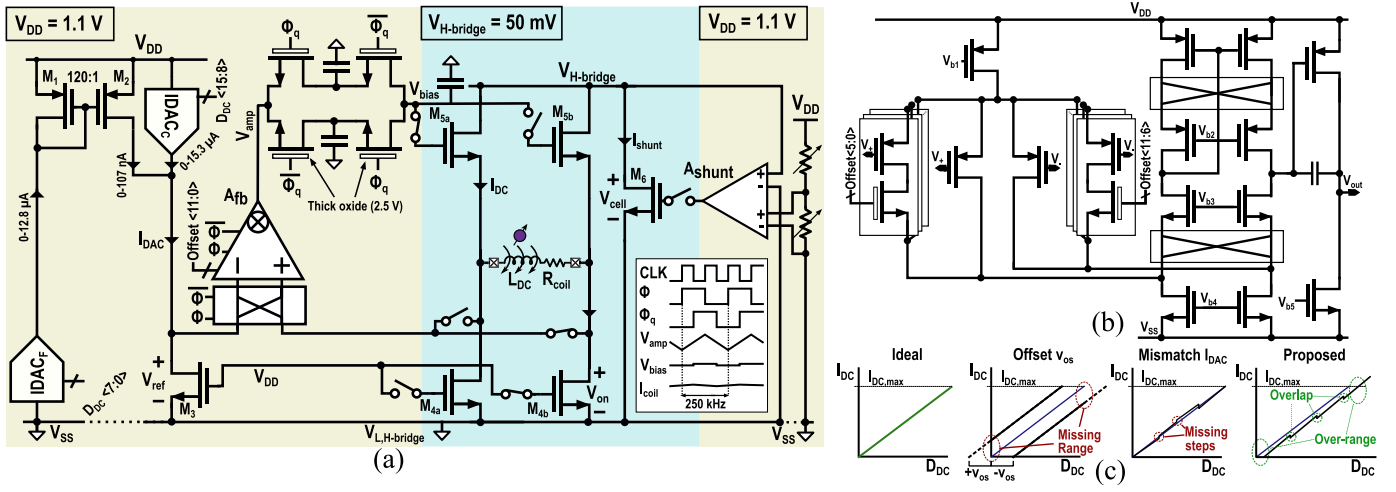 V_DD = 1.1 V
V_H-bridge = 50 mV
V_DD = 1.1 V
Φ_q
Φ̅_q
V_DD
M_1
120:1
M_2
IDAC_C
D_DC <15:8>
V_amp
V_bias
V_H-bridge
V_DD
M_5a
M_5b
I_shunt
A_shunt
M_6
+
V_cell
−
+
-
+
-
0-107 nA
0-15.3 µA
0-12.8 µA
Φ̅_q
Φ_q
Thick oxide (2.5 V)
I_DC
A_fb
Offset <11:0>
I_DAC
Φ̅
Φ
−
+
Φ̅
Φ
L_DC
R_coil
CLK
Φ
Φ_q
V_amp
V_bias
I_coil
250 kHz
IDAC_F
D_DC <7:0>
+
V_ref
−
M_3
V_DD
M_4a
M_4b
+
V_on
−
V_SS
V_L,H-bridge
V_SS
(a)
V_DD
V_b1
Offset<5:0>
V_+
V_+
V_-
V_-
Offset<11:6>
V_b2
V_b3
V_out
V_b4
V_b5
V_SS
(b)
Ideal
Offset v_os
Mismatch I_DAC
Proposed
I_DC
I_DC,max
D_DC
I_DC
I_DC,max
Missing
Range
+v_os
-v_os
D_DC
I_DC
I_DC,max
Missing
steps
D_DC
I_DC
I_DC,max
Overlap
Over-range
D_DC
(c)